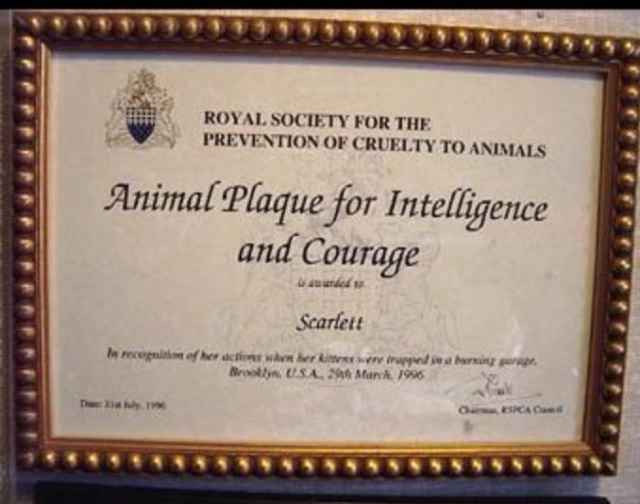 ROYAL SOCIETY FOR THE
PREVENTION OF CRUELTY TO ANIMALS
Animal Plaque for Intelligence
and Courage
is awarded to
Scarlett
In recognition of her actions when her kittens were trapped in a burning garage,
Brooklyn, U.S.A., 29th March, 1996
Date: 31st July, 1996
Chairman, RSPCA Council